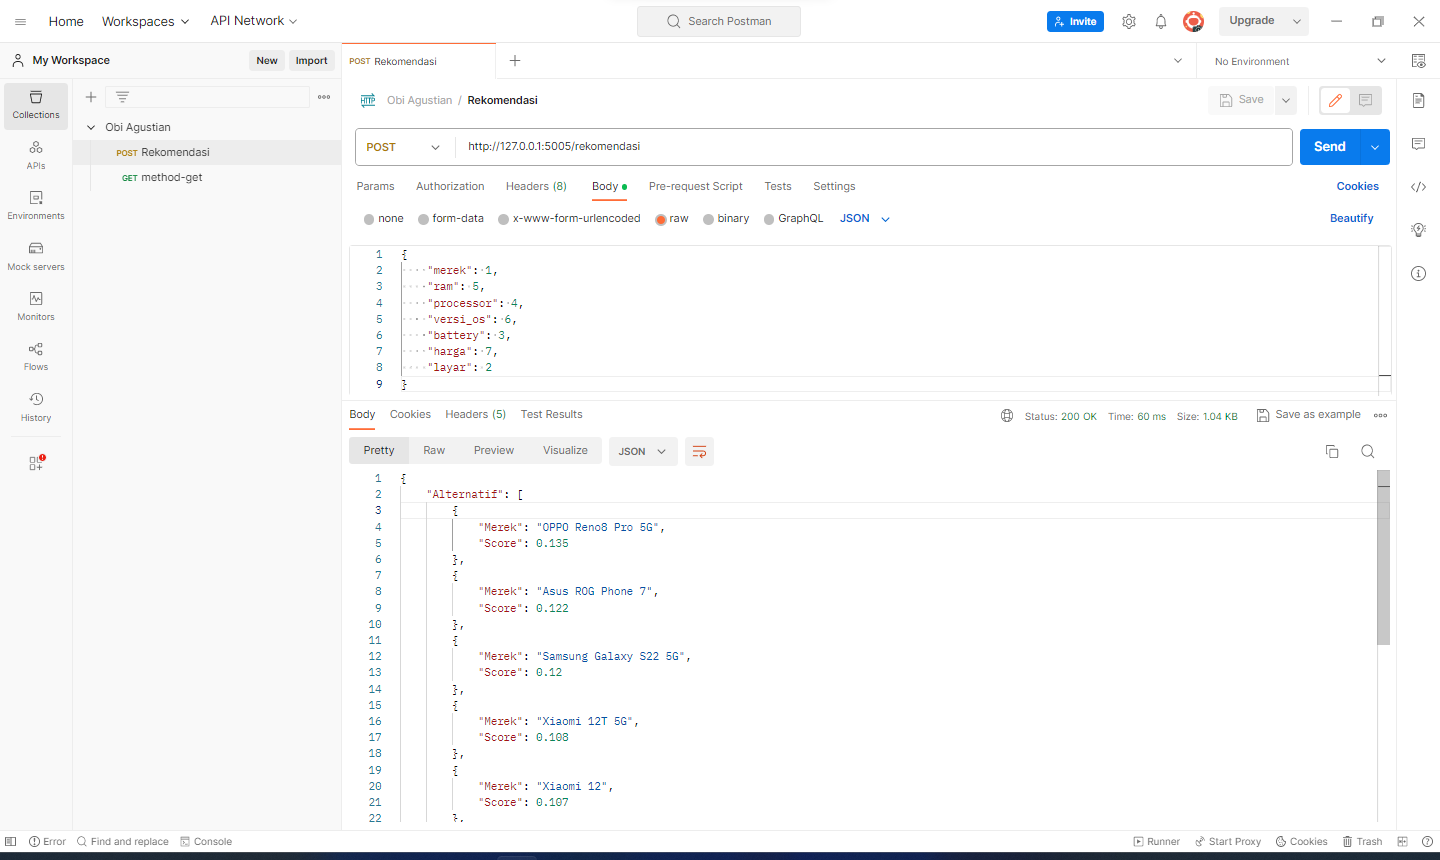 Home Workspaces API Network Search Postman Invite Upgrade
My Workspace New Import POST Rekomendasi No Environment
Collections
APIs
Environments
Mock servers
Monitors
Flows
History
Obi Agustian
POST Rekomendasi
GET method-get
HTTP Obi Agustian / Rekomendasi Save
POST http://127.0.0.1:5005/rekomendasi Send
Params Authorization Headers (8) Body Pre-request Script Tests Settings Cookies
none form-data x-www-form-urlencoded raw binary GraphQL JSON Beautify
1 {
2 "merek": 1,
3 "ram": 5,
4 "processor": 4,
5 "versi_os": 6,
6 "battery": 3,
7 "harga": 7,
8 "layar": 2
9 }
Body Cookies Headers (5) Test Results Status: 200 OK Time: 60 ms Size: 1.04 KB Save as example
Pretty Raw Preview Visualize JSON
1 {
2 "Alternatif": [
3 {
4 "Merek": "OPPO Reno8 Pro 5G",
5 "Score": 0.135
6 },
7 {
8 "Merek": "Asus ROG Phone 7",
9 "Score": 0.122
10 },
11 {
12 "Merek": "Samsung Galaxy S22 5G",
13 "Score": 0.12
14 },
15 {
16 "Merek": "Xiaomi 12T 5G",
17 "Score": 0.108
18 },
19 {
20 "Merek": "Xiaomi 12",
21 "Score": 0.107
22 },
Error Find and replace Console Runner Start Proxy Cookies Trash